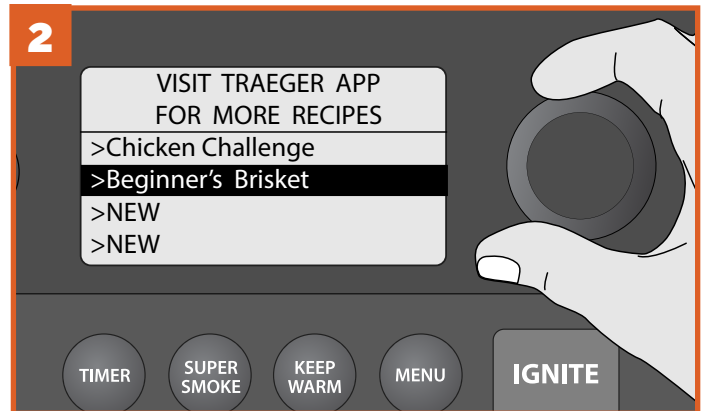 2
VISIT TRAEGER APP
FOR MORE RECIPES
>Chicken Challenge
>Beginner's Brisket
>NEW
>NEW
TIMER
SUPER
SMOKE
KEEP
WARM
MENU
IGNITE